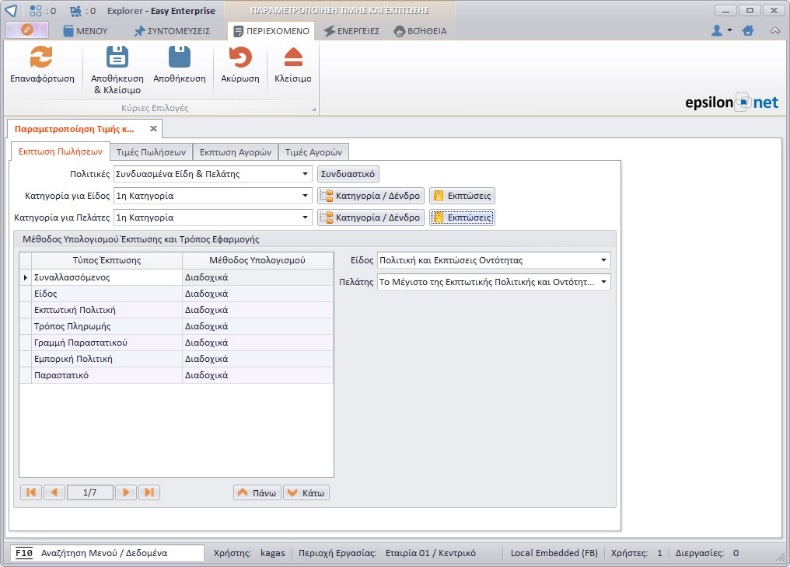 : 0 : 0 Explorer - Easy Enterprise ΠΑΡΑΜΕΤΡΟΠΟΙΗΣΗ ΤΙΜΗΣ ΚΑΙ ΕΚΠΤΩΣΗΣ
ΜΕΝΟΥ ΣΥΝΤΟΜΕΥΣΕΙΣ ΠΕΡΙΕΧΟΜΕΝΟ ΕΝΕΡΓΕΙΕΣ ΒΟΉΘΕΙΑ
Επαναφόρτωση Αποθήκευση & Κλείσιμο Αποθήκευση Ακύρωση Κλείσιμο
Κύριες Επιλογές
epsilon net
Παραμετροποίηση Τιμής κ...
Εκπτωση Πωλήσεων Τιμές Πωλήσεων Εκπτωση Αγορών Τιμές Αγορών
Πολιτικές Συνδυασμένα Είδη & Πελάτης Συνδυαστικό
Κατηγορία για Είδος 1η Κατηγορία Κατηγορία / Δένδρο Εκπτώσεις
Κατηγορία για Πελάτες 1η Κατηγορία Κατηγορία / Δένδρο Εκπτώσεις
Μέθοδος Υπολογισμού Έκπτωσης και Τρόπος Εφαρμογής
Τύπος Έκπτωσης Μέθοδος Υπολογισμού Είδος Πολιτική και Εκπτώσεις Οντότητας
Συναλλασσόμενος Διαδοχικά Πελάτης Το Μέγιστο της Εκπτωτικής Πολιτικής και Οντότητ...
Είδος Διαδοχικά
Εκπτωτική Πολιτική Διαδοχικά
Τρόπος Πληρωμής Διαδοχικά
Γραμμή Παραστατικού Διαδοχικά
Εμπορική Πολιτική Διαδοχικά
Παραστατικό Διαδοχικά
1/7 Πάνω Κάτω
F10 Αναζήτηση Μενού / Δεδομένα Χρήστης: kagas Περιοχή Εργασίας: Εταιρία 01 / Κεντρικό Local Embedded (FB) Χρήστες: 1 Διεργασίες: 0